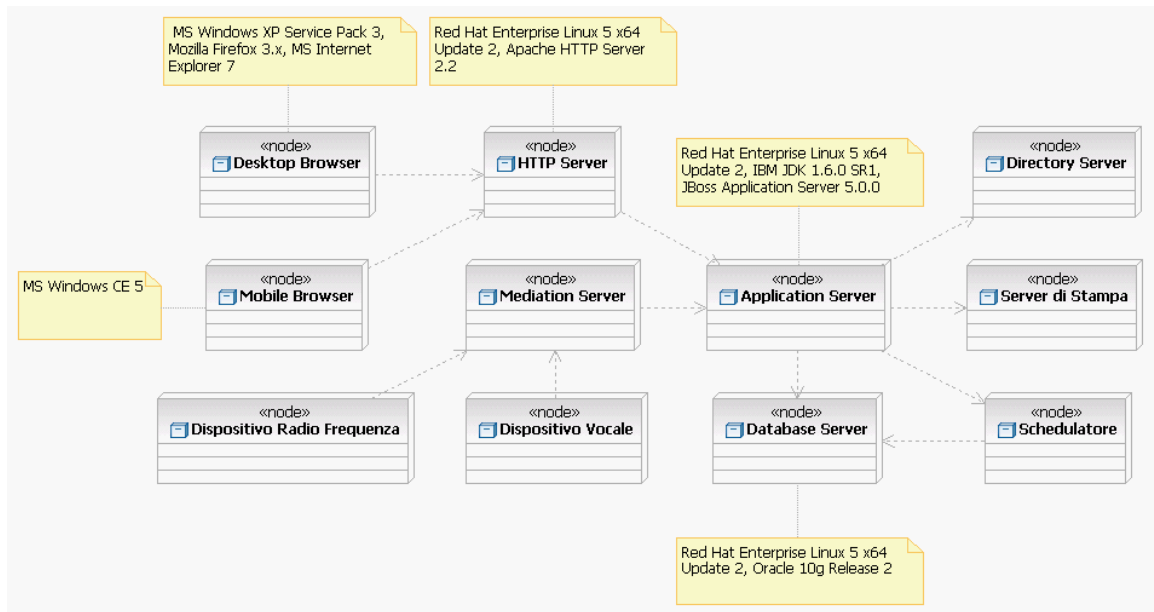 MS Windows XP Service Pack 3,
Mozilla Firefox 3.x, MS Internet
Explorer 7
Red Hat Enterprise Linux 5 x64
Update 2, Apache HTTP Server
2.2
«node»
Desktop Browser
«node»
HTTP Server
Red Hat Enterprise Linux 5 x64
Update 2, IBM JDK 1.6.0 SR1,
JBoss Application Server 5.0.0
«node»
Directory Server
MS Windows CE 5
«node»
Mobile Browser
«node»
Mediation Server
«node»
Application Server
«node»
Server di Stampa
«node»
Dispositivo Radio Frequenza
«node»
Dispositivo Vocale
«node»
Database Server
«node»
Schedulatore
Red Hat Enterprise Linux 5 x64
Update 2, Oracle 10g Release 2